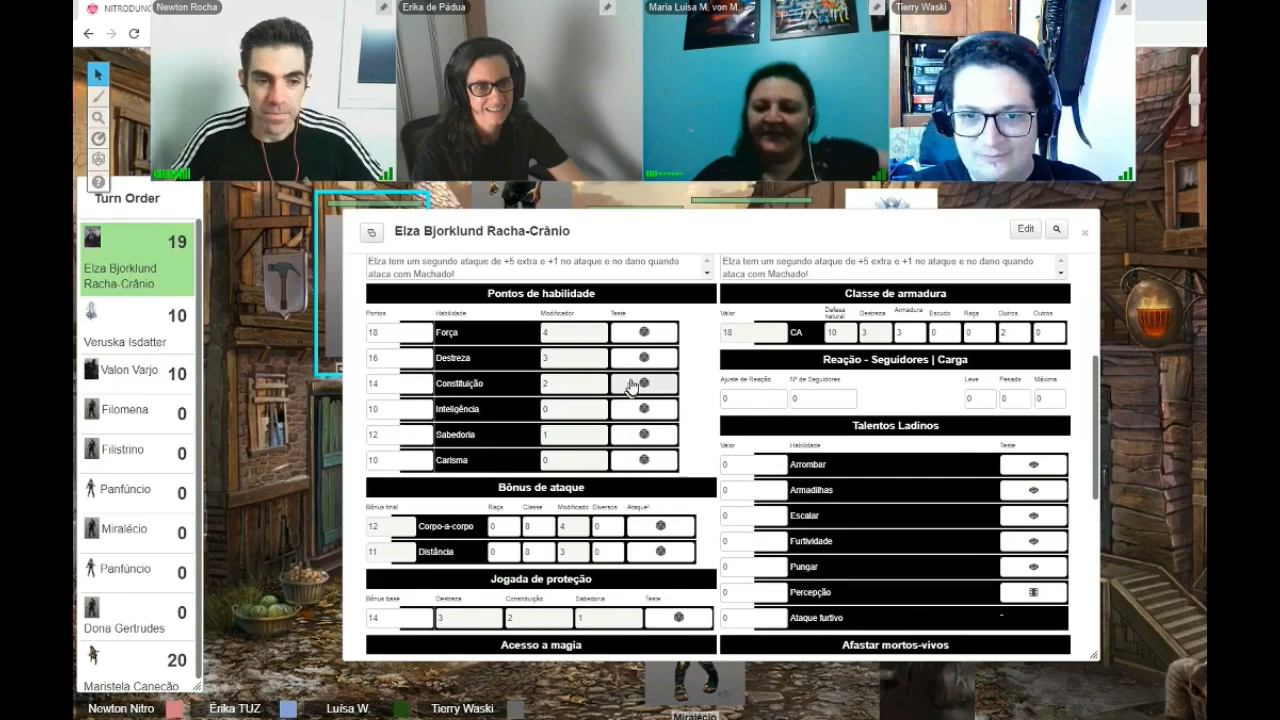 NITRODUNG
Newton Rocha
Erika de Pádua
Maria Luísa M. von M.
Tierry Waski
Turn Order
19
Elza Bjorklund
Racha-Crânio
10
Veruska Isdatter
Valon Varjo 10
Filomena 0
Filistrino 0
Panfúncio 0
Miralécio 0
Panfúncio 0
0
Dona Gertrudes
20
Maristela Canecão
Elza Bjorklund Racha-Crânio
Edit
Elza tem um segundo ataque de +5 extra e +1 no ataque e no dano quando
ataca com Machado!
Pontos de habilidade
Pontos Habilidade Modificador Teste
18 Força 4
16 Destreza 3
14 Constituição 2
10 Inteligência 0
12 Sabedoria 1
10 Carisma 0
Bônus de ataque
Bônus final Raça Classe Modificado Diversos Ataque!
12 Corpo-a-corpo 0 8 4 0
11 Distância 0 8 3 0
Jogada de proteção
Bônus base Destreza Constituição Sabedoria Teste
14 3 2 1
Acesso a magia
Elza tem um segundo ataque de +5 extra e +1 no ataque e no dano quando
ataca com Machado!
Classe de armadura
Valor Defesa natural Destreza Armadura Escudo Raça Outros Outros
18 CA 10 3 3 0 0 2 0
Reação - Seguidores | Carga
Ajuste de Reação Nº de Seguidores Leve Pesada Máxima
0 0 0 0 0
Talentos Ladinos
Valor Habilidade Teste
0 Arrombar
0 Armadilhas
0 Escalar
0 Furtividade
0 Pungar
0 Percepção
0 Ataque furtivo -
Afastar mortos-vivos
Miralécio
Newton Nitro
Érika TUZ
Luísa W.
Tierry Waski